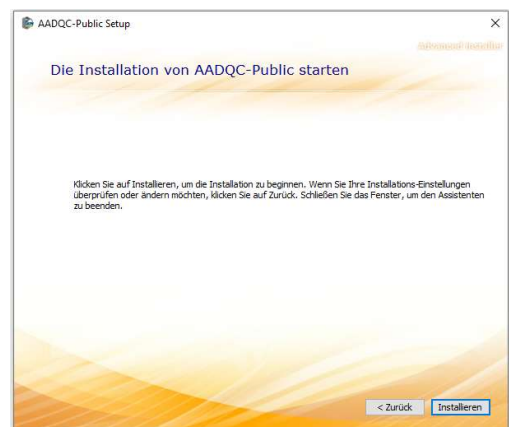 AADQC-Public Setup
Advanced Installer
Die Installation von AADQC-Public starten
Klicken Sie auf Installieren, um die Installation zu beginnen. Wenn Sie Ihre Installations-Einstellungen
überprüfen oder ändern möchten, klicken Sie auf Zurück. Schließen Sie das Fenster, um den Assistenten
zu beenden.
< Zurück
Installieren